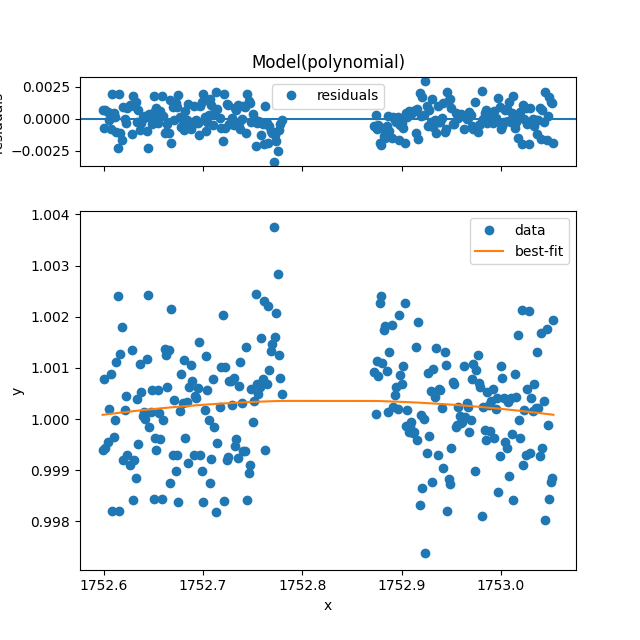 Model(polynomial)
residuals
0.0025
0.0000
−0.0025
residuals
1.004
1.003
1.002
1.001
1.000
0.999
0.998
y
data
best-fit
1752.6 1752.7 1752.8 1752.9 1753.0
x